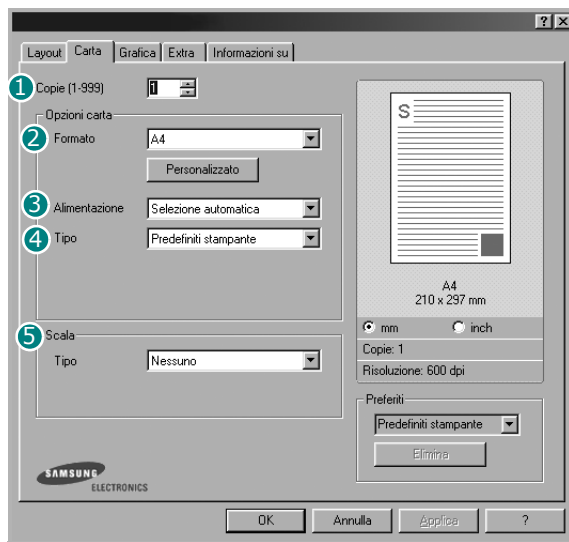 ? X
Layout Carta Grafica Extra Informazioni su
1 Copie (1-999) 1
Opzioni carta
2 Formato A4
Personalizzato
3 Alimentazione Selezione automatica
4 Tipo Predefiniti stampante
5 Scala
Tipo Nessuno
S
A4
210 x 297 mm
mm inch
Copie: 1
Risoluzione: 600 dpi
Preferiti
Predefiniti stampante
Elimina
SAMSUNG
ELECTRONICS
OK Annulla Applica ?